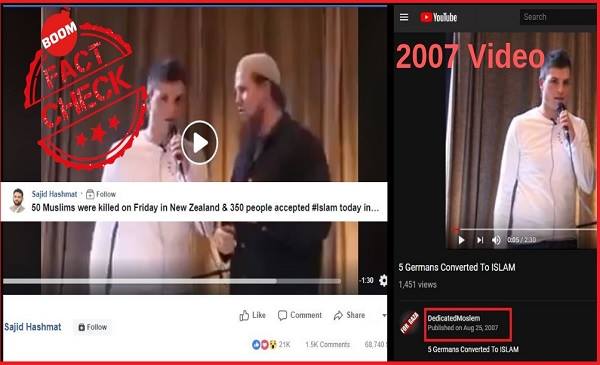 BOOM
FACT
CHECK
Sajid Hashmat · Follow
50 Muslims were killed on Friday in New Zealand & 350 people accepted #Islam today in...
-1:30
Like Comment Share
Sajid Hashmat Follow
21K 1.5K Comments 68,740 S
YouTube Search
2007 Video
0:05 / 2:30
5 Germans Converted To ISLAM
1,451 views
FOR GAZA
DedicatedMoslem
Published on Aug 25, 2007
5 Germans Converted To ISLAM